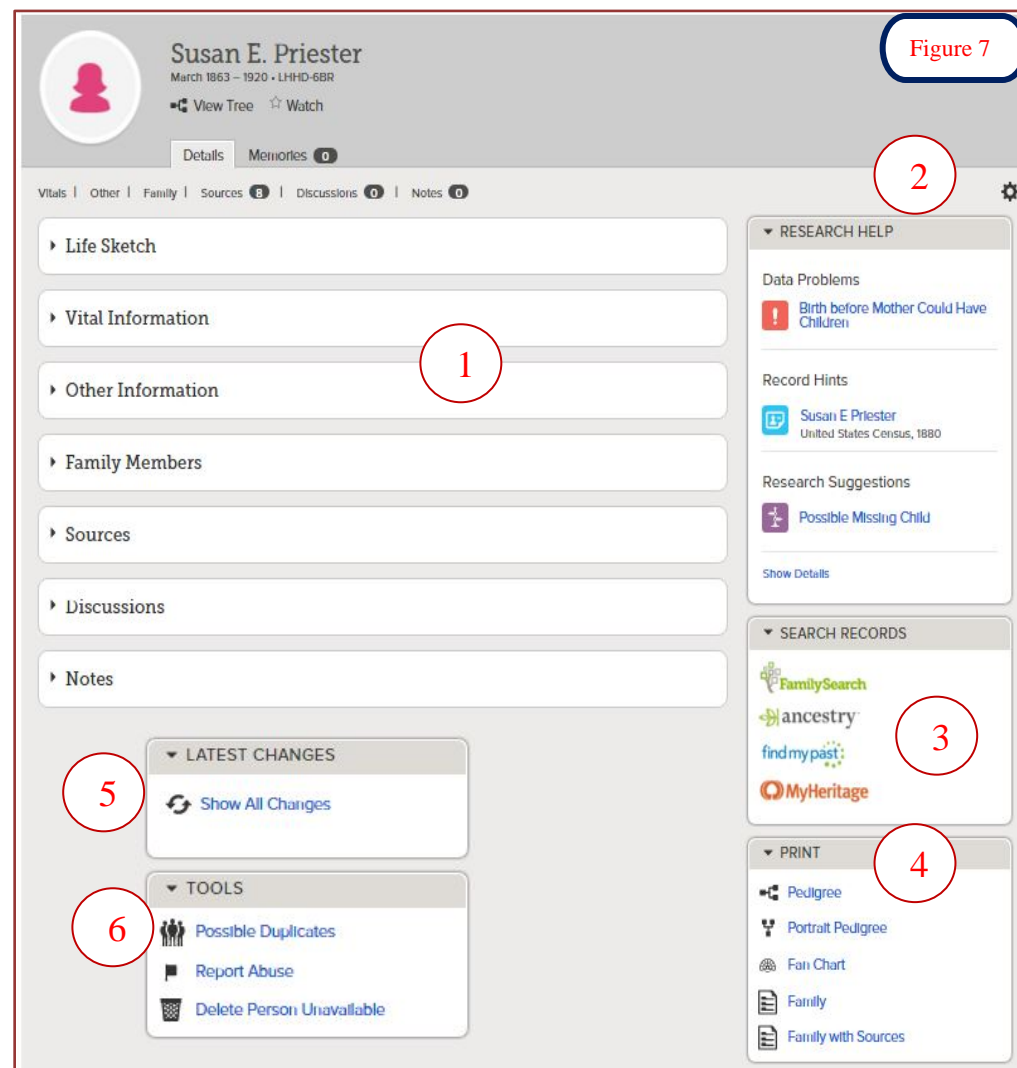 Figure 7
Susan E. Priester
March 1863 – 1920 • LHHD-6BR
View Tree Watch
Details Memories 0
Vitals | Other | Family | Sources 8 | Discussions 0 | Notes 0
Life Sketch
Vital Information
1
Other Information
Family Members
Sources
Discussions
Notes
2
RESEARCH HELP
Data Problems
Birth before Mother Could Have
Children
Record Hints
Susan E Priester
United States Census, 1880
Research Suggestions
Possible Missing Child
Show Details
SEARCH RECORDS
FamilySearch
ancestry
findmypast
MyHeritage
3
PRINT
4
Pedigree
Portrait Pedigree
Fan Chart
Family
Family with Sources
LATEST CHANGES
5
Show All Changes
TOOLS
6
Possible Duplicates
Report Abuse
Delete Person Unavailable